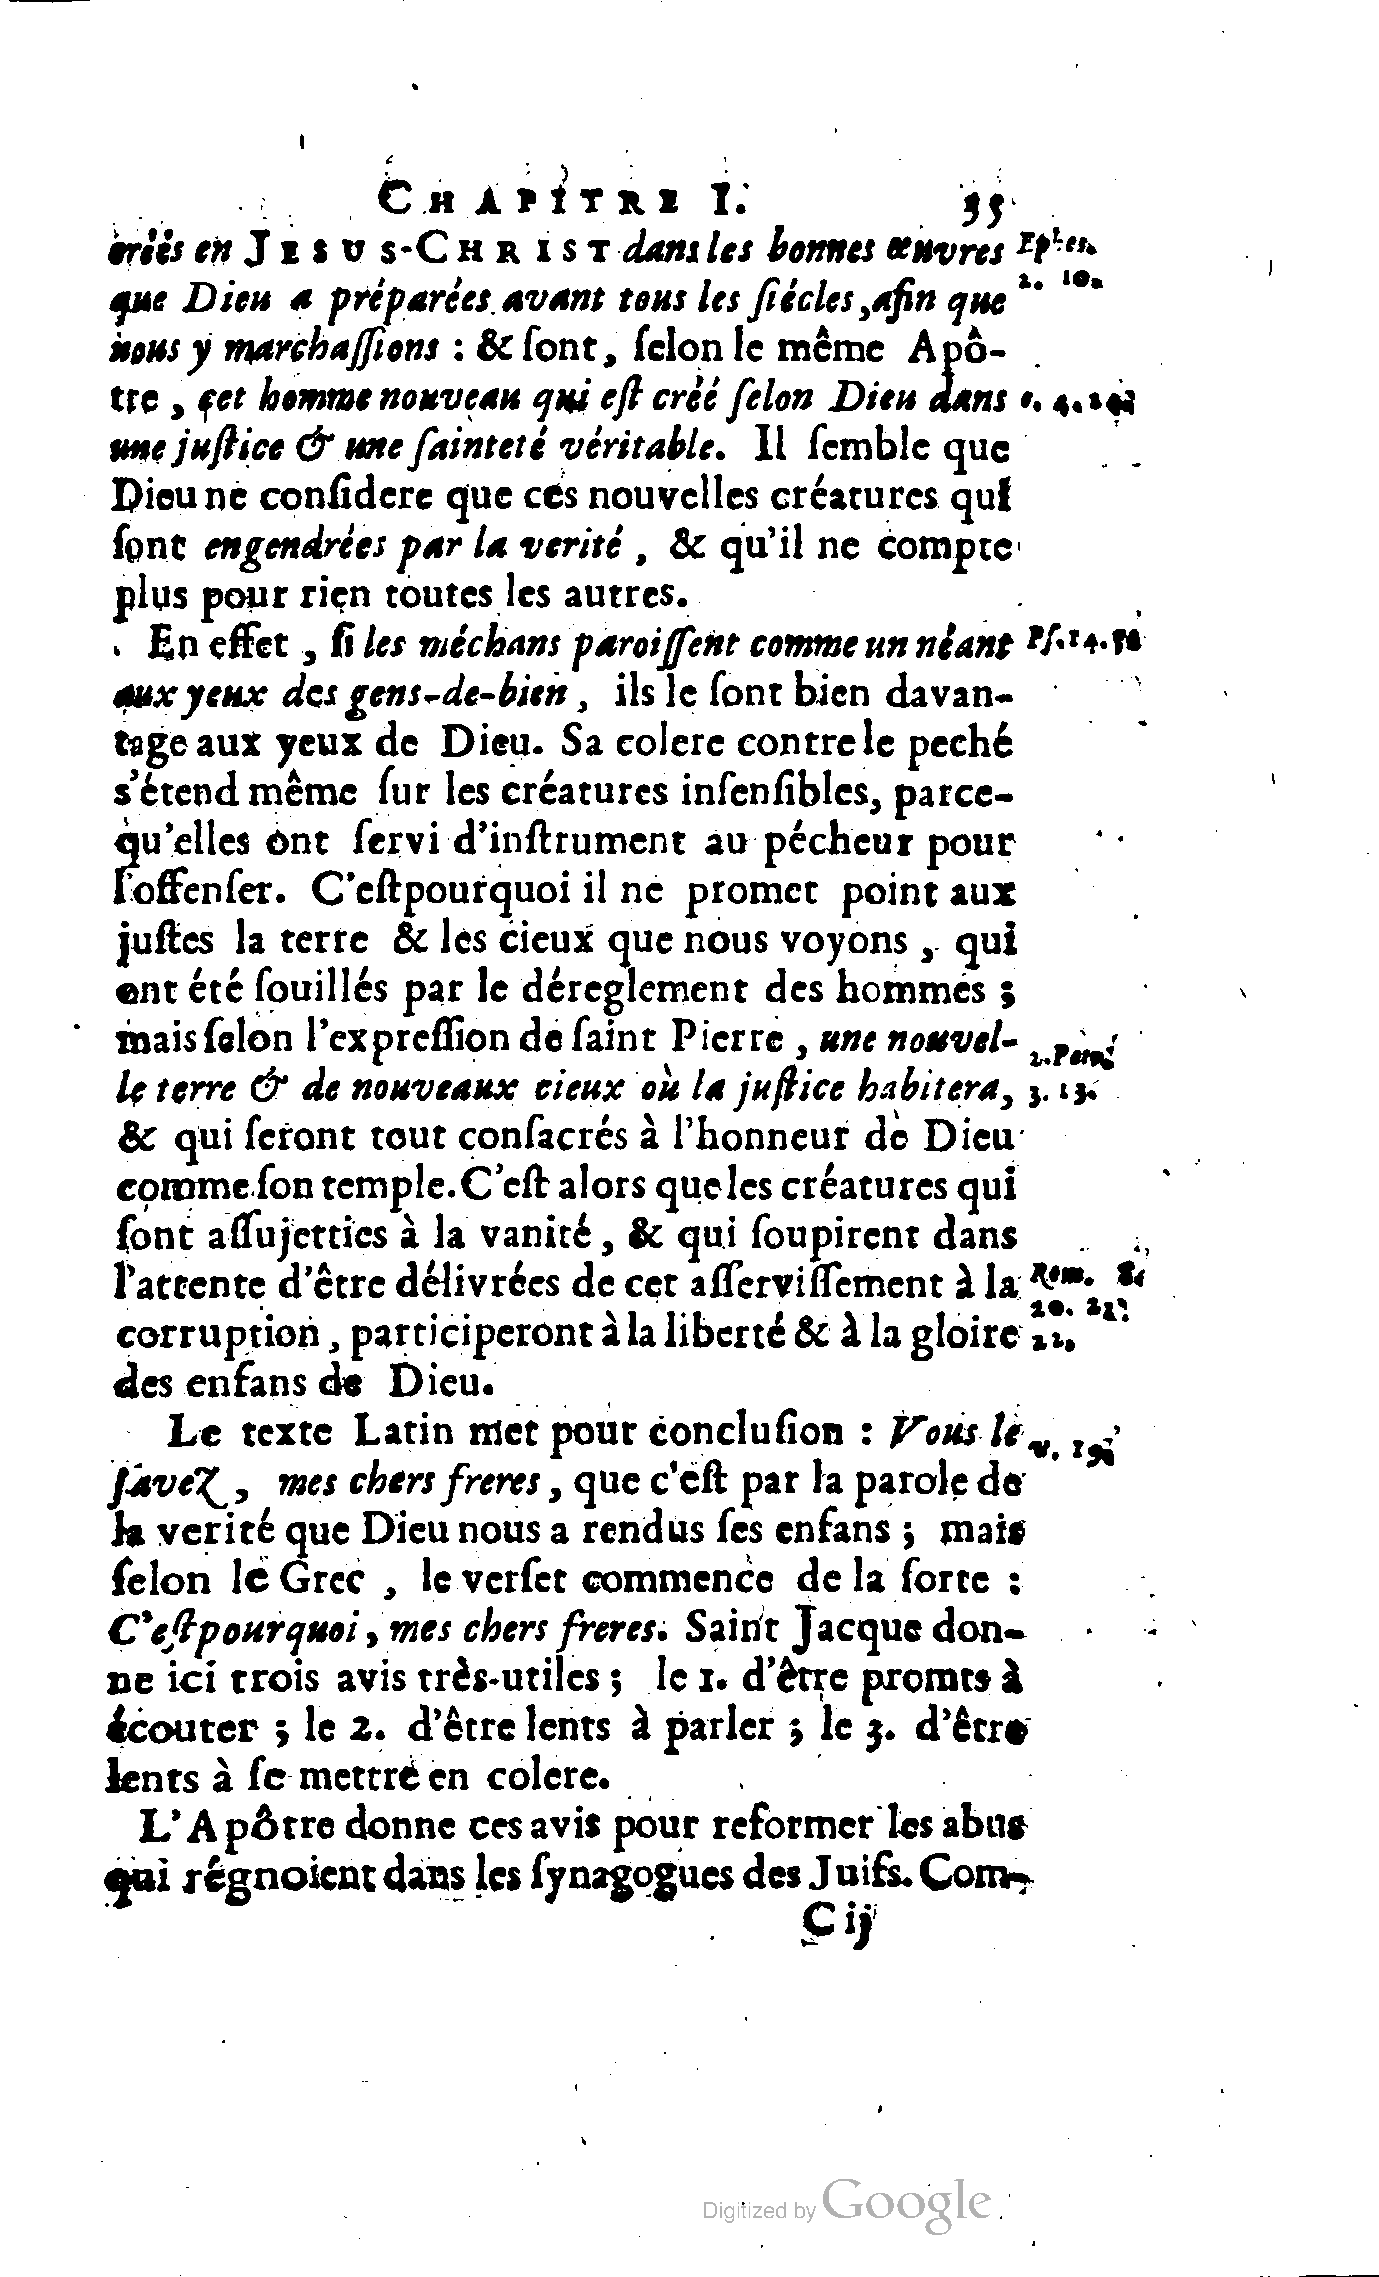 CHAPITRE I. 35
créés en JESUS-CHRIST dans les bonnes œuvres Ephes.
que Dieu a préparées avant tous les ſiécles, afin que 2. 10.
nous y marchaſſions : & ſont, ſelon le même Apô-
tre, cet homme nouveau qui eſt créé ſelon Dieu dans
une juſtice & une ſainteté véritable. Il ſemble que
Dieu ne conſidere que ces nouvelles créatures qui
ſont engendrées par la verité, & qu'il ne compte
plus pour rien toutes les autres.
En effet, ſi les méchans paroiſſent comme un néant Pſ. 14.
aux yeux des gens-de-bien, ils le ſont bien davan-
tage aux yeux de Dieu. Sa colere contre le peché
s'étend même ſur les créatures inſenſibles, parce-
qu'elles ont ſervi d'inſtrument au pécheur pour
l'offenſer. C'eſtpourquoi il ne promet point aux
juſtes la terre & les cieux que nous voyons, qui
ont été ſouillés par le déreglement des hommes ;
mais ſelon l'expreſſion de ſaint Pierre, une nouvel- 2. Petr.
le terre & de nouveaux cieux où la juſtice habitera, 3. 13.
& qui ſeront tout conſacrés à l'honneur de Dieu
comme ſon temple. C'eſt alors que les créatures qui
ſont aſſujetties à la vanité, & qui ſoupirent dans
l'attente d'être délivrées de cet aſſerviſſement à la Rom. 8.
20. 21.
corruption, participeront à la liberté & à la gloire 22.
des enfans de Dieu.
Le texte Latin met pour concluſion : Vous le v. 19.
ſavez, mes chers freres, que c'eſt par la parole de
la verité que Dieu nous a rendus ſes enfans ; mais
ſelon le Grec, le verſet commence de la ſorte :
C'eſtpourquoi, mes chers freres. Saint Jacque don-
ne ici trois avis très-utiles ; le 1. d'être promts à
écouter ; le 2. d'être lents à parler ; le 3. d'être
lents à ſe mettre en colere.
L'Apôtre donne ces avis pour reformer les abus
qui régnoient dans les ſynagogues des Juifs. Com-
C ij
Digitized by Google